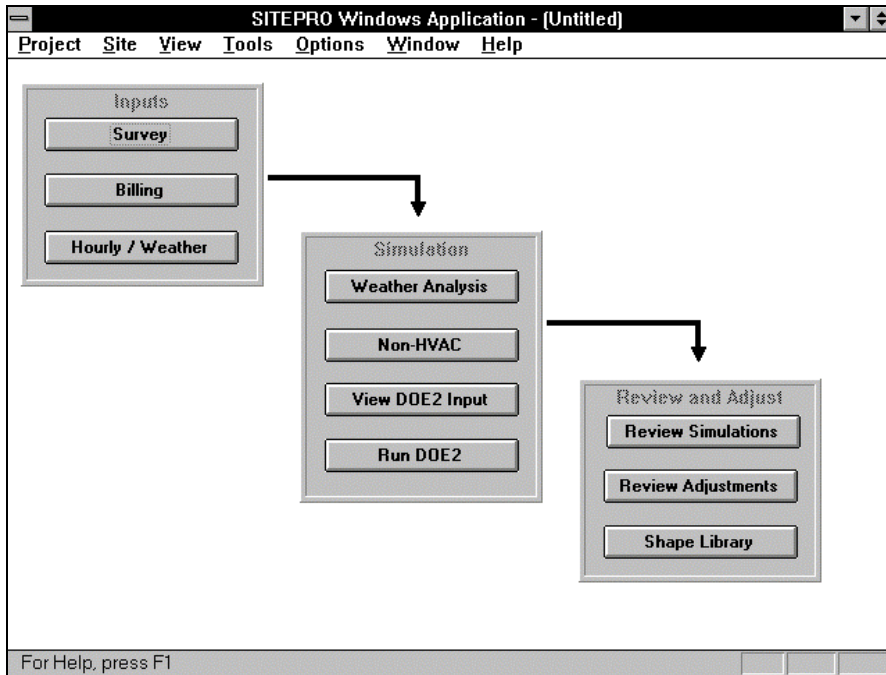 SITEPRO Windows Application - (Untitled)
Project Site View Tools Options Window Help
Inputs
Survey
Billing
Hourly / Weather
Simulation
Weather Analysis
Non-HVAC
View DOE2 Input
Run DOE2
Review and Adjust
Review Simulations
Review Adjustments
Shape Library
For Help, press F1